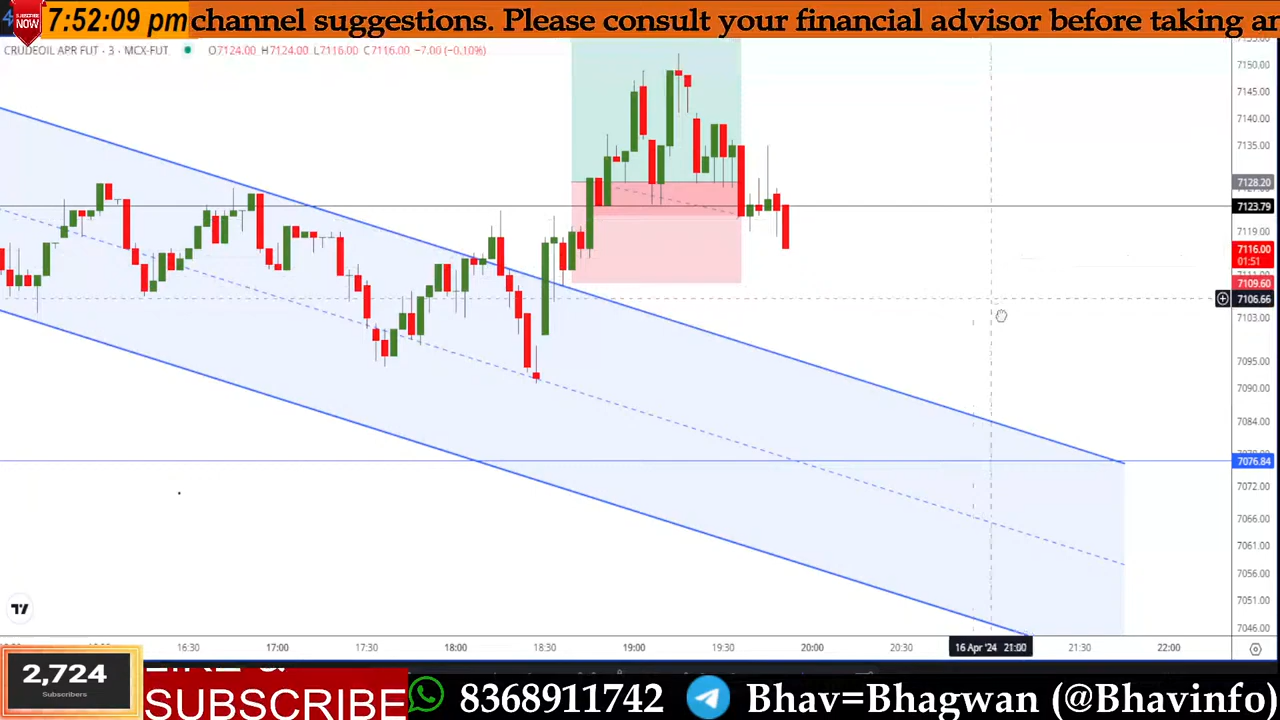 SUBSCRIBE
NOW
7:52:09 pm
channel suggestions. Please consult your financial advisor before taking an
CRUDEOIL APR FUT · 3 · MCX-FUT O7124.00 H7124.00 L7116.00 C7116.00 −7.00 (−0.10%)
7150.00
7145.00
7140.00
7135.00
7128.20
7123.79
7119.00
7116.00
01:51
7109.60
7106.66
7103.00
7095.00
7090.00
7084.00
7076.84
7072.00
7066.00
7061.00
7056.00
7051.00
7046.00
16:30 17:00 17:30 18:00 18:30 19:00 19:30 20:00 20:30 16 Apr '24 21:00 21:30 22:00
2,724
Subscribers
SUBSCRIBE
8368911742
Bhav=Bhagwan (@Bhavinfo)